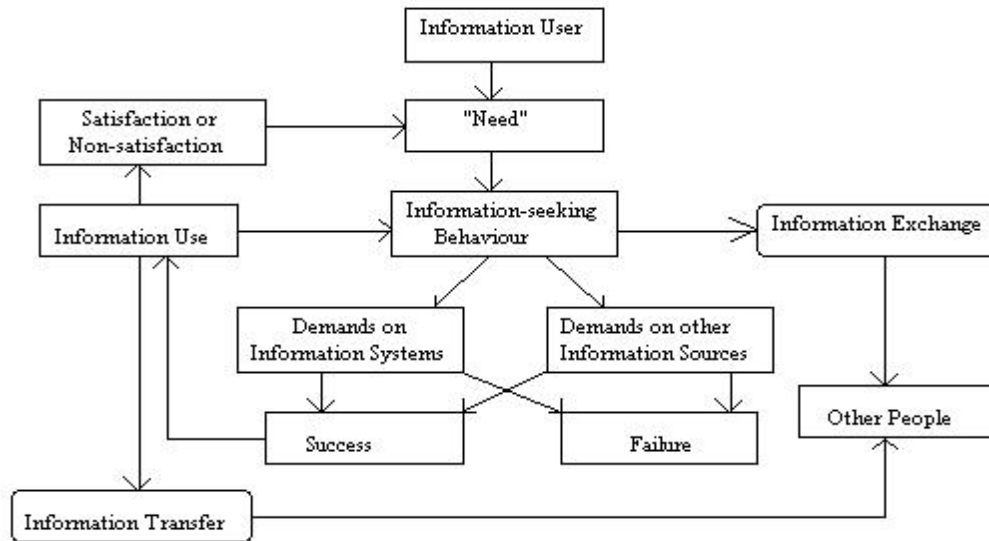 Information User
Satisfaction or
Non-satisfaction
"Need"
Information Use
Information-seeking
Behaviour
Information Exchange
Demands on
Information Systems
Demands on other
Information Sources
Success
Failure
Other People
Information Transfer